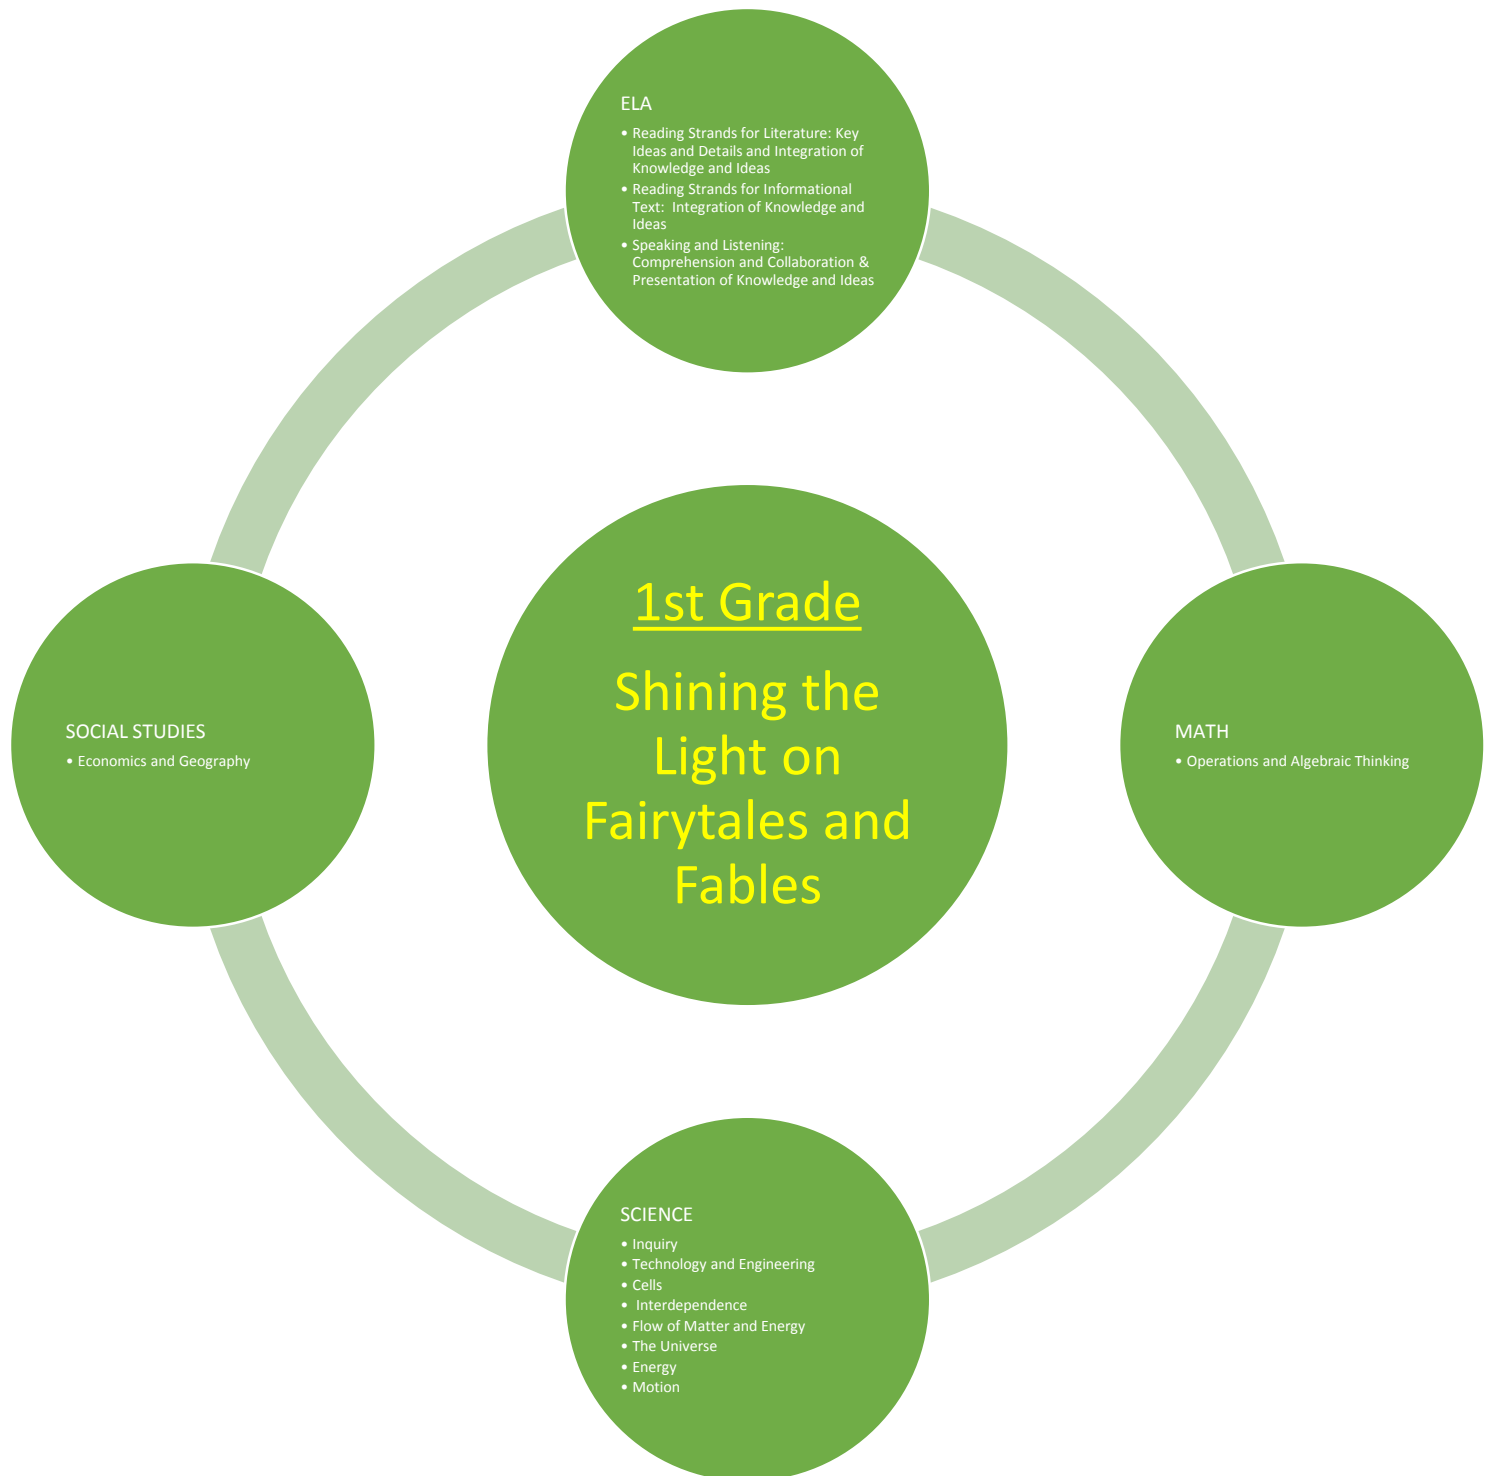 ELA
• Reading Strands for Literature: Key
Ideas and Details and Integration of
Knowledge and Ideas
• Reading Strands for Informational
Text:  Integration of Knowledge and
Ideas
• Speaking and Listening:
Comprehension and Collaboration &
Presentation of Knowledge and Ideas
1st Grade
Shining the
Light on
Fairytales and
Fables
SOCIAL STUDIES
• Economics and Geography
MATH
• Operations and Algebraic Thinking
SCIENCE
• Inquiry
• Technology and Engineering
• Cells
•  Interdependence
• Flow of Matter and Energy
• The Universe
• Energy
• Motion